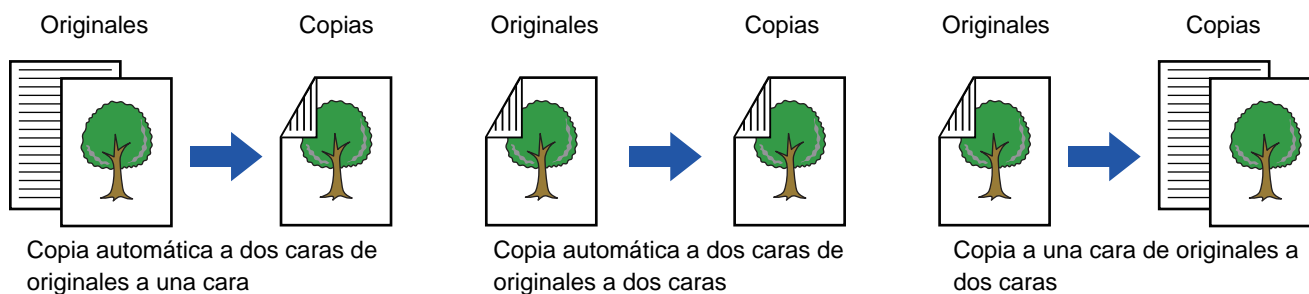 Originales Copias
Copia automática a dos caras de
originales a una cara
Originales Copias
Copia automática a dos caras de
originales a dos caras
Originales Copias
Copia a una cara de originales a
dos caras